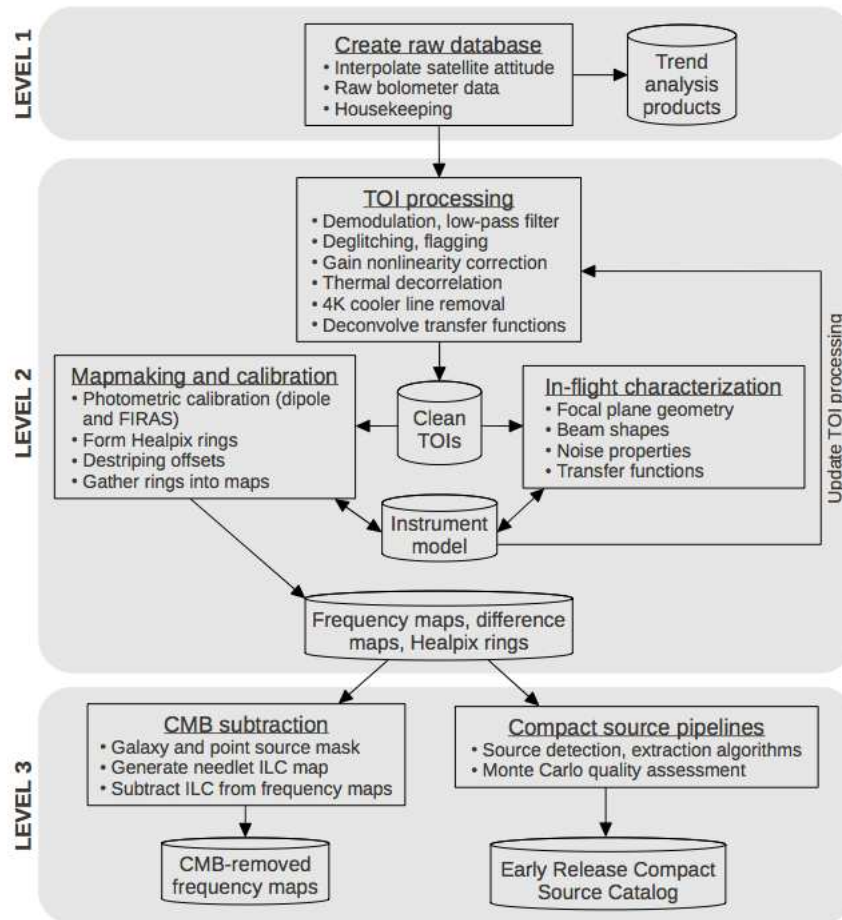 LEVEL 1
Create raw database
• Interpolate satellite attitude
• Raw bolometer data
• Housekeeping
Trend
analysis
products
LEVEL 2
TOI processing
• Demodulation, low-pass filter
• Deglitching, flagging
• Gain nonlinearity correction
• Thermal decorrelation
• 4K cooler line removal
• Deconvolve transfer functions
Mapmaking and calibration
• Photometric calibration (dipole
and FIRAS)
• Form Healpix rings
• Destriping offsets
• Gather rings into maps
Clean
TOIs
In-flight characterization
• Focal plane geometry
• Beam shapes
• Noise properties
• Transfer functions
Update TOI processing
Instrument
model
Frequency maps, difference
maps, Healpix rings
LEVEL 3
CMB subtraction
• Galaxy and point source mask
• Generate needlet ILC map
• Subtract ILC from frequency maps
Compact source pipelines
• Source detection, extraction algorithms
• Monte Carlo quality assessment
CMB-removed
frequency maps
Early Release Compact
Source Catalog